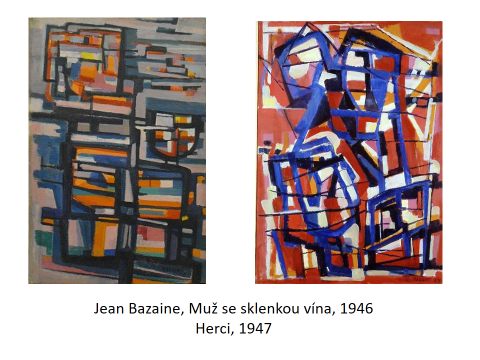 Jean Bazaine, Muž se sklenkou vína, 1946
Herci, 1947